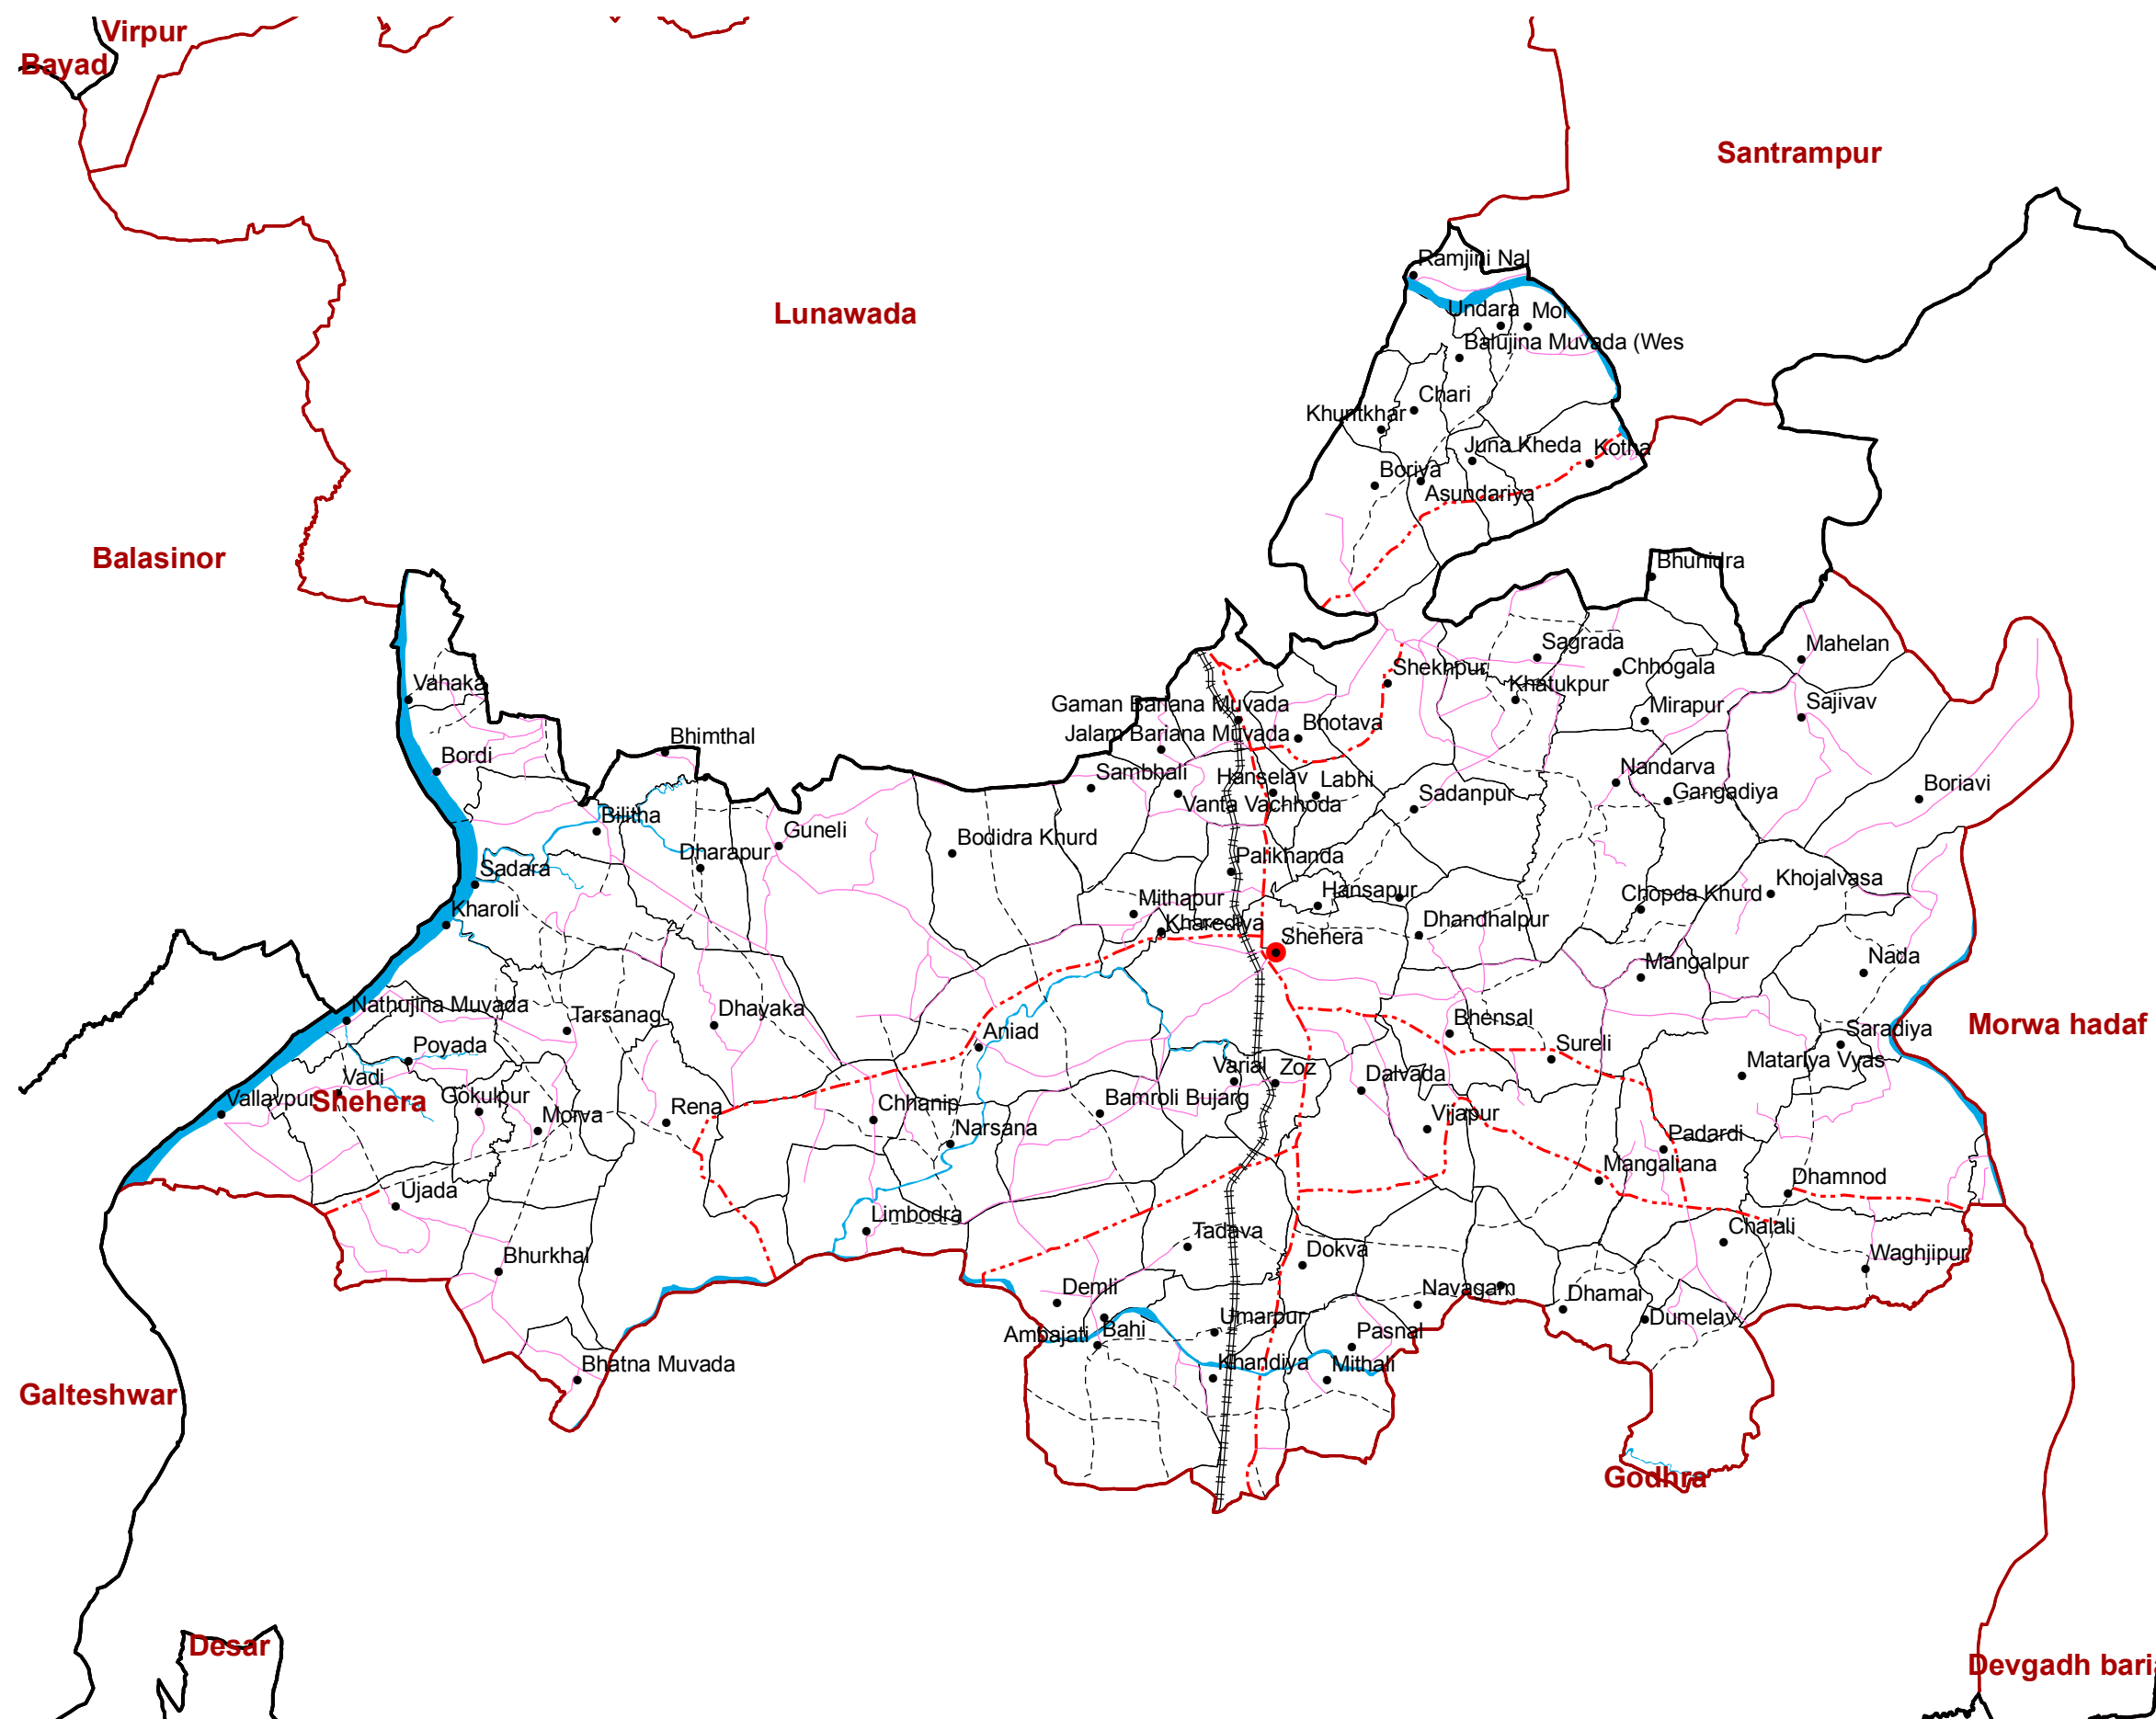 Virpur
Bayad
Santrampur
Ramjini Nal
Lunawada
Undara
Mor
Balujina Muvada (Wes
Chari
Khuntkhar
Juna Kheda
Kotha
Boriya
Asundariya
Balasinor
Bhunidra
Sagrada
Mahelan
Chhogala
Shekhpur
Vahaka
Khatukpur
Gaman Bariana Muvada
Mirapur
Sajivav
Bhotava
Jalam Bariana Muvada
Bhimthal
Bordi
Sambhali
Hanselav
Labhi
Nandarva
Gangadiya
Boriavi
Sadanpur
Vanta Vachhoda
Bilitha
Guneli
Bodidra Khurd
Dharapur
Palikhanda
Sadara
Khojalvasa
Hansapur
Chopda Khurd
Mithapur
Kharoli
Kharediya
Dhandhalpur
Shehera
Nada
Mangalpur
Nathujina Muvada
Tarsanag
Dhayaka
Aniad
Bhensal
Saradiya
Morwa hadaf
Poyada
Sureli
Matariya Vyas
Varial
Zoz
Dalvada
Vadi
Vallavpur
Shehera
Gokulpur
Morva
Rena
Chhanip
Bamroli Bujarg
Vijapur
Narsana
Padardi
Mangaliana
Dhamnod
Ujada
Limbodra
Tadava
Dokva
Chalali
Waghjipur
Bhurkhal
Demli
Navagam
Dhamai
Umarpur
Dumelav
Ambajati
Bahi
Pasnal
Bhatna Muvada
Khandiya
Mithali
Galteshwar
Godhra
Desar
Devgadh baria